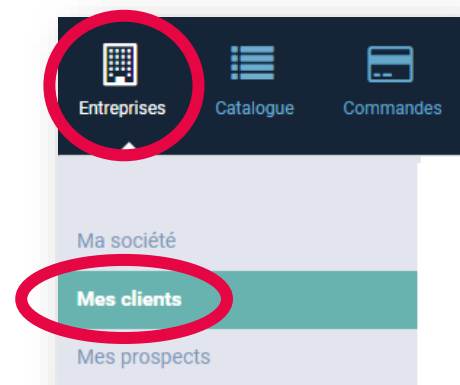 Entreprises Catalogue Commandes
Ma société
Mes clients
Mes prospects